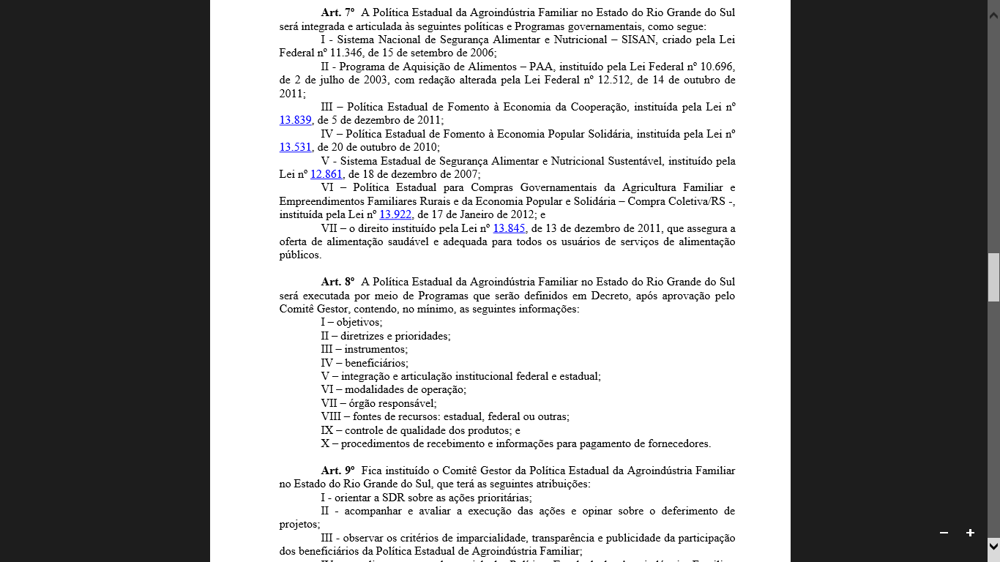 Art. 7º A Política Estadual da Agroindústria Familiar no Estado do Rio Grande do Sul
será integrada e articulada às seguintes políticas e Programas governamentais, como segue:
I - Sistema Nacional de Segurança Alimentar e Nutricional – SISAN, criado pela Lei
Federal nº 11.346, de 15 de setembro de 2006;
II - Programa de Aquisição de Alimentos – PAA, instituído pela Lei Federal nº 10.696,
de 2 de julho de 2003, com redação alterada pela Lei Federal nº 12.512, de 14 de outubro de
2011;
III – Política Estadual de Fomento à Economia da Cooperação, instituída pela Lei nº
13.839, de 5 de dezembro de 2011;
IV – Política Estadual de Fomento à Economia Popular Solidária, instituída pela Lei nº
13.531, de 20 de outubro de 2010;
V - Sistema Estadual de Segurança Alimentar e Nutricional Sustentável, instituído pela
Lei nº 12.861, de 18 de dezembro de 2007;
VI – Política Estadual para Compras Governamentais da Agricultura Familiar e
Empreendimentos Familiares Rurais e da Economia Popular e Solidária – Compra Coletiva/RS -,
instituída pela Lei nº 13.922, de 17 de Janeiro de 2012; e
VII – o direito instituído pela Lei nº 13.845, de 13 de dezembro de 2011, que assegura a
oferta de alimentação saudável e adequada para todos os usuários de serviços de alimentação
públicos.
Art. 8º A Política Estadual da Agroindústria Familiar no Estado do Rio Grande do Sul
será executada por meio de Programas que serão definidos em Decreto, após aprovação pelo
Comitê Gestor, contendo, no mínimo, as seguintes informações:
I – objetivos;
II – diretrizes e prioridades;
III – instrumentos;
IV – beneficiários;
V – integração e articulação institucional federal e estadual;
VI – modalidades de operação;
VII – órgão responsável;
VIII – fontes de recursos: estadual, federal ou outras;
IX – controle de qualidade dos produtos; e
X – procedimentos de recebimento e informações para pagamento de fornecedores.
Art. 9º Fica instituído o Comitê Gestor da Política Estadual da Agroindústria Familiar
no Estado do Rio Grande do Sul, que terá as seguintes atribuições:
I - orientar a SDR sobre as ações prioritárias;
II - acompanhar e avaliar a execução das ações e opinar sobre o deferimento de
projetos;
III - observar os critérios de imparcialidade, transparência e publicidade da participação
dos beneficiários da Política Estadual de Agroindústria Familiar;